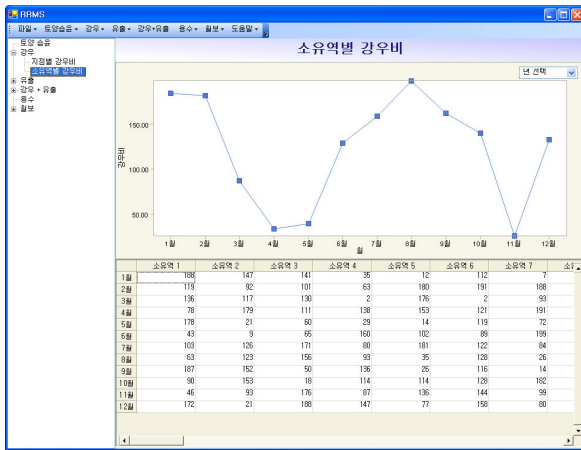 RRMS
파일 토양습윤 강우 유출 강우+유출 용수 월보 도움말
토양 습윤
강우
지점별 강우비
소유역별 강우비
유출
강우 + 유출
용수
월보
소유역별 강우비
년 선택
150.00
100.00
50.00
강우비
1월 2월 3월 4월 5월 6월 7월 8월 9월 10월 11월 12월
월
소유역 1 소유역 2 소유역 3 소유역 4 소유역 5 소유역 6 소유역 7
1월 188 147 141 35 12 112 7
2월 119 92 101 63 180 191 188
3월 136 117 130 2 176 2 93
4월 78 179 111 138 153 121 191
5월 178 21 60 29 14 119 72
6월 43 9 65 160 102 89 199
7월 103 126 171 80 181 122 84
8월 63 123 156 93 35 128 26
9월 187 152 50 136 26 116 14
10월 90 153 18 114 114 128 182
11월 46 93 176 87 136 144 99
12월 172 21 188 147 77 158 80